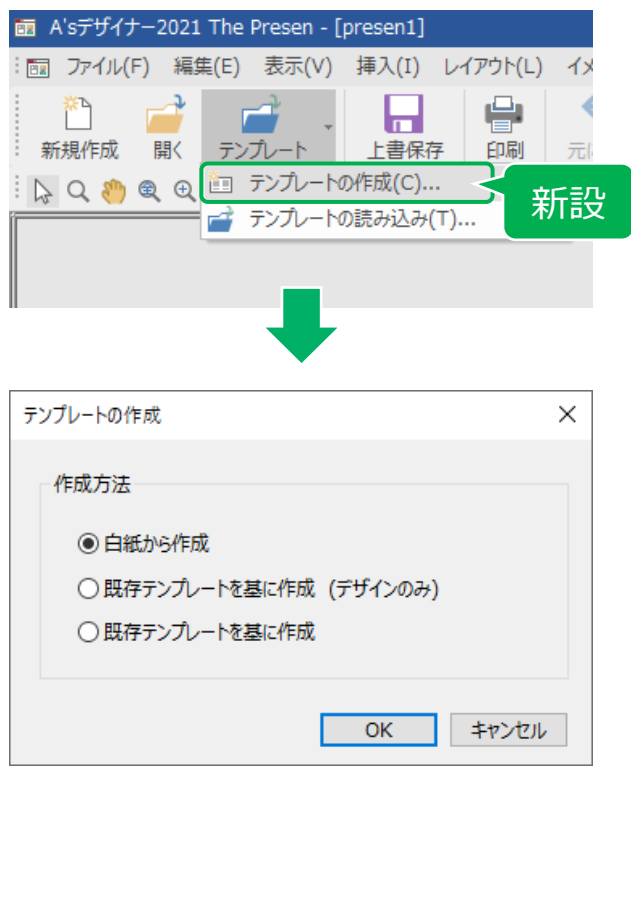 A'sデザイナー2021 The Presen - [presen1]
ファイル(F) 編集(E) 表示(V) 挿入(I) レイアウト(L) イメ
新規作成 開く テンプレート 上書保存 印刷 元に
テンプレートの作成(C)...
新設
テンプレートの読み込み(T)...
テンプレートの作成
作成方法
白紙から作成
既存テンプレートを基に作成 (デザインのみ)
既存テンプレートを基に作成
OK キャンセル